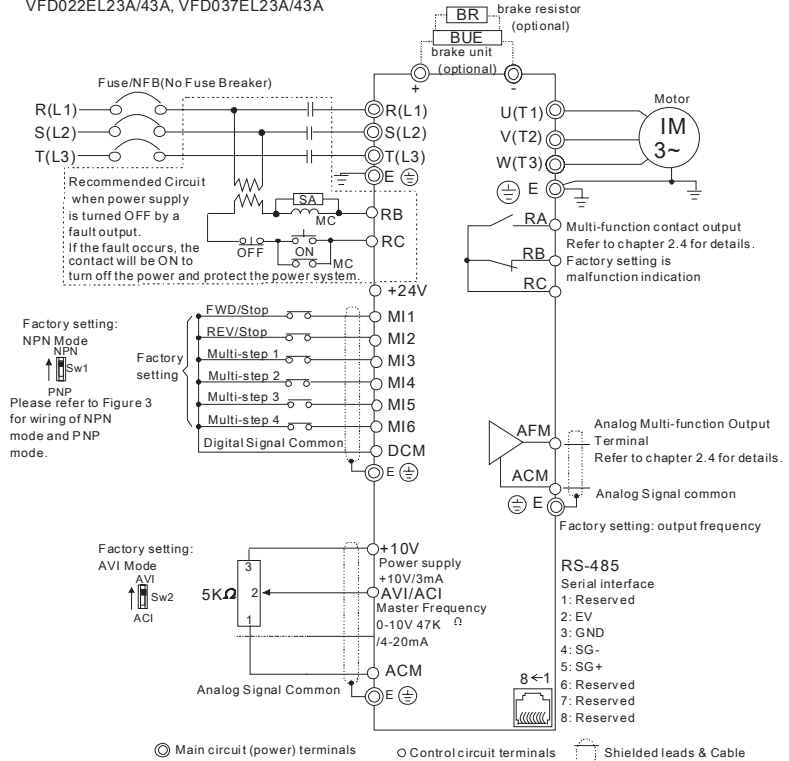 VFD022EL23A/43A, VFD037EL23A/43A
BR
brake resistor
(optional)
BUE
brake unit
(optional)
+
-
Fuse/NFB(No Fuse Breaker)
R(L1)
S(L2)
T(L3)
R(L1)
S(L2)
T(L3)
E
U(T1)
V(T2)
W(T3)
E
Motor
IM
3~
Recommended Circuit
when power supply
is turned OFF by a
fault output.
If the fault occurs, the
contact will be ON to
turn off the power and protect the power system.
SA
MC
OFF
ON
MC
RB
RC
RA
RB
RC
Multi-function contact output
Refer to chapter 2.4 for details.
Factory setting is
malfunction indication
+24V
FWD/Stop
MI1
REV/Stop
MI2
Multi-step 1
MI3
Multi-step 2
MI4
Multi-step 3
MI5
Multi-step 4
MI6
Digital Signal Common
DCM
E
Factory
setting
Factory setting:
NPN Mode
NPN
Sw1
PNP
Please refer to Figure 3
for wiring of NPN
mode and PNP
mode.
AFM
ACM
E
Analog Multi-function Output
Terminal
Refer to chapter 2.4 for details.
Analog Signal common
Factory setting: output frequency
Factory setting:
AVI Mode
AVI
Sw2
ACI
5KΩ
3
2
1
+10V
Power supply
+10V/3mA
AVI/ACI
Master Frequency
0-10V 47K Ω
/4-20mA
ACM
Analog Signal Common
E
RS-485
Serial interface
1: Reserved
2: EV
3: GND
4: SG-
5: SG+
6: Reserved
7: Reserved
8: Reserved
8←1
Main circuit (power) terminals
Control circuit terminals
Shielded leads & Cable